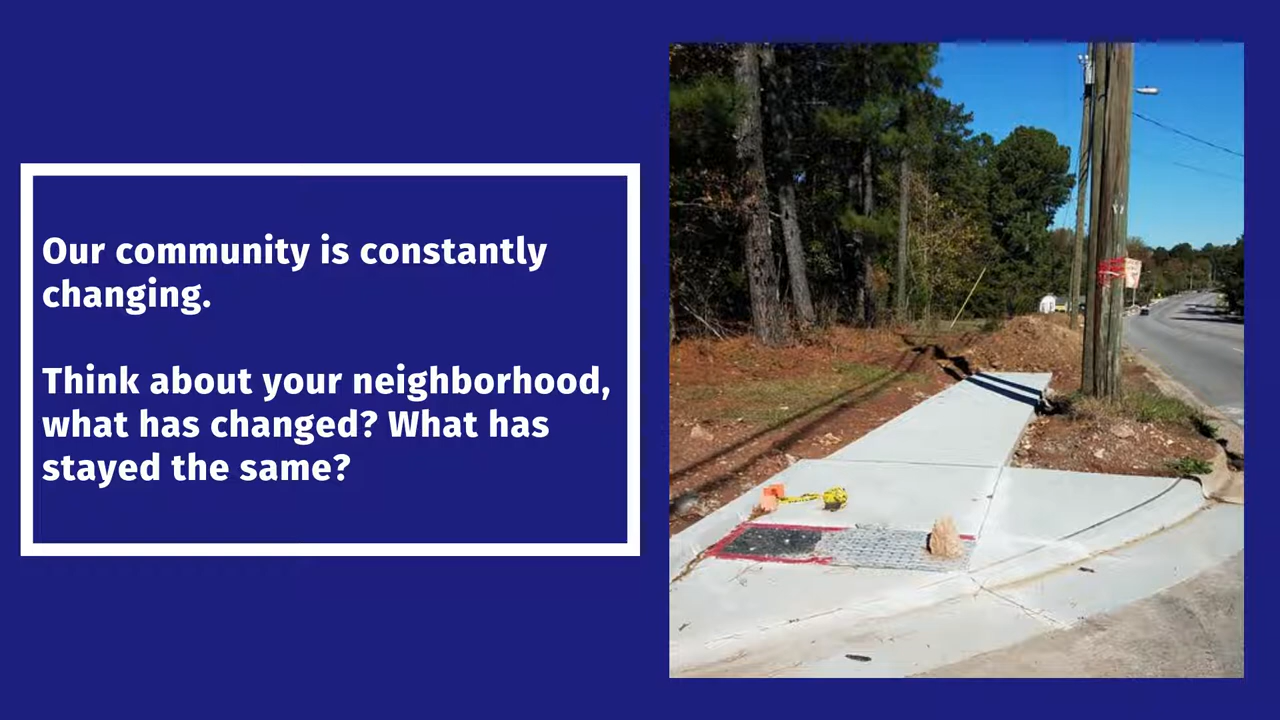 Our community is constantly
changing.
Think about your neighborhood,
what has changed? What has
stayed the same?